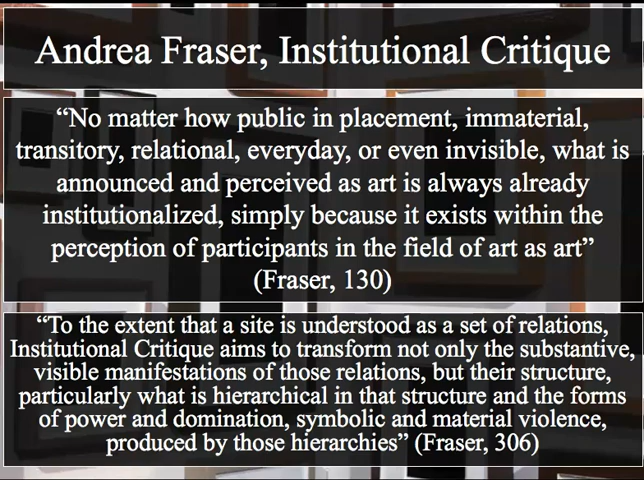 Andrea Fraser, Institutional Critique
“No matter how public in placement, immaterial,
transitory, relational, everyday, or even invisible, what is
announced and perceived as art is always already
institutionalized, simply because it exists within the
perception of participants in the field of art as art”
(Fraser, 130)
“To the extent that a site is understood as a set of relations,
Institutional Critique aims to transform not only the substantive,
visible manifestations of those relations, but their structure,
particularly what is hierarchical in that structure and the forms
of power and domination, symbolic and material violence,
produced by those hierarchies” (Fraser, 306)